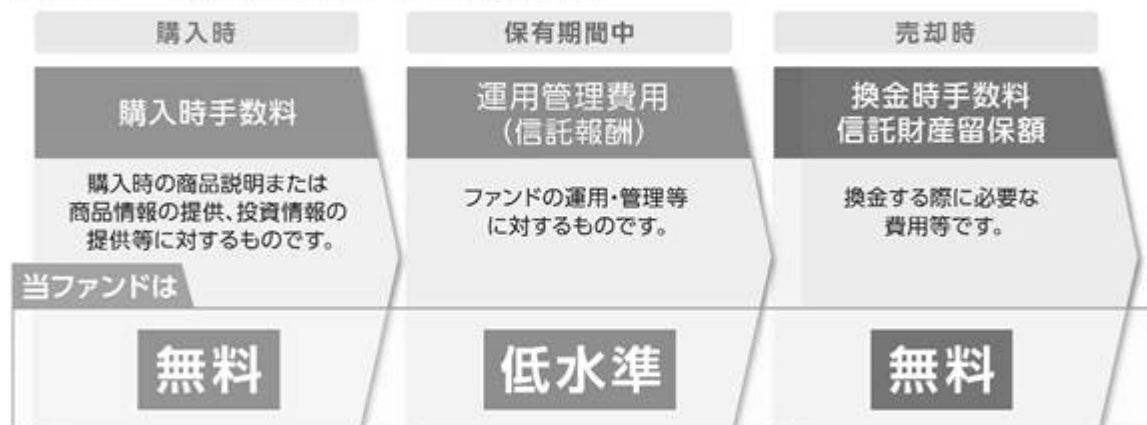 購入時
保有期間中
売却時
購入時手数料
運用管理費用
(信託報酬)
換金時手数料
信託財産留保額
購入時の商品説明または
商品情報の提供、投資情報の
提供等に対するものです。
ファンドの運用・管理等
に対するものです。
換金する際に必要な
費用等です。
当ファンドは
無料
低水準
無料